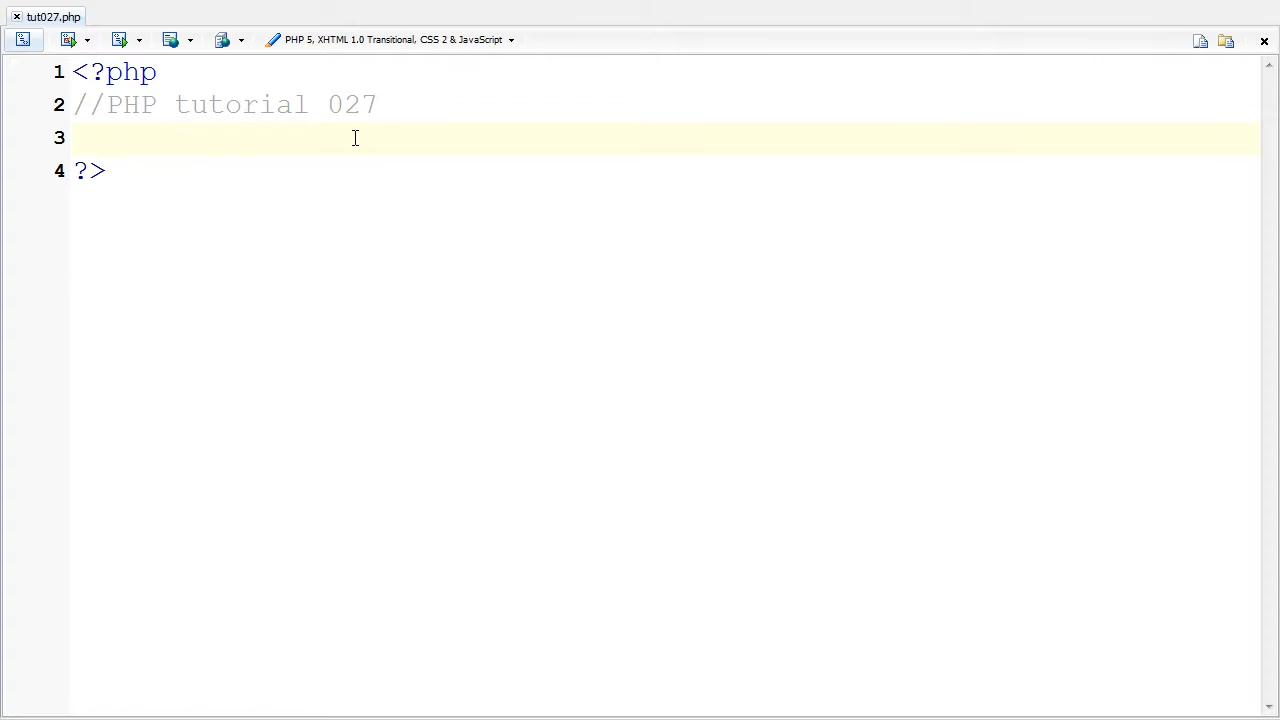 tut027.php
PHP 5, XHTML 1.0 Transitional, CSS 2 & JavaScript
1 <?php
2 //PHP tutorial 027
3
4 ?>